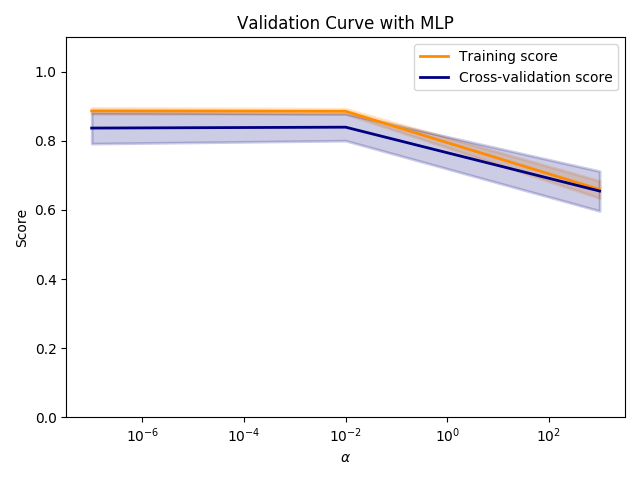 Validation Curve with MLP
Training score
Cross-validation score
Score
1.0
0.8
0.6
0.4
0.2
0.0
10⁻⁶ 10⁻⁴ 10⁻² 10⁰ 10²
α